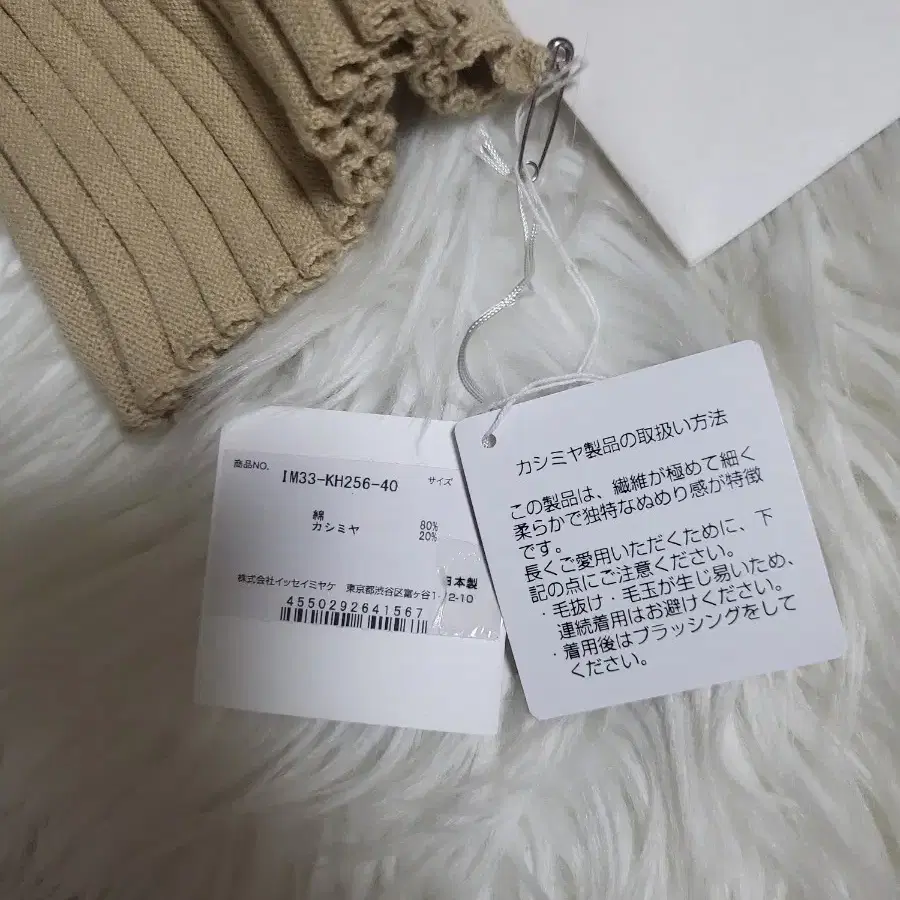 商品NO.
IM33-KH256-40 サイズ
綿 80%
カシミヤ 20%
日本製
株式会社イッセイミヤケ 東京都渋谷区富ヶ谷1-12-10
4550292641567
カシミヤ製品の取扱い方法
この製品は、繊維が極めて細く
柔らかで独特なぬめり感が特徴
です。
長くご愛用いただくために、下
記の点にご注意ください。
・毛抜け・毛玉が生じ易いため、
連続着用はお避けください。
・着用後はブラッシングをして
ください。